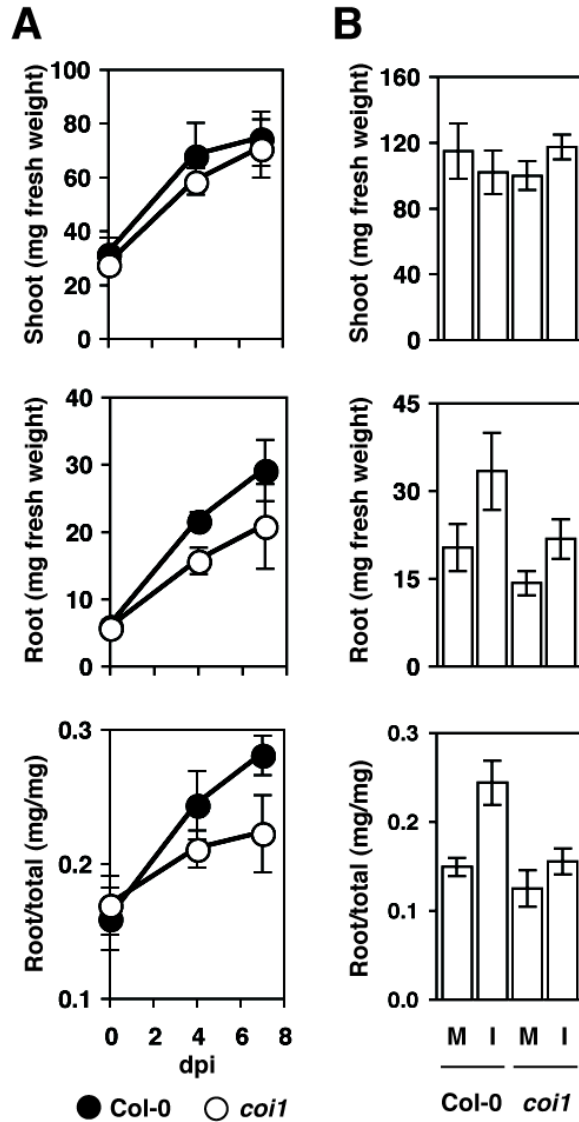 A
B
Shoot (mg fresh weight)
100
80
60
40
20
0
Shoot (mg fresh weight)
160
120
80
40
0
Root (mg fresh weight)
40
30
20
10
0
Root (mg fresh weight)
45
30
15
0
Root/total (mg/mg)
0.3
0.2
0.1
0 2 4 6 8
dpi
Root/total (mg/mg)
0.3
0.2
0.1
0.0
M I M I
Col-0 coi1
Col-0 coi1